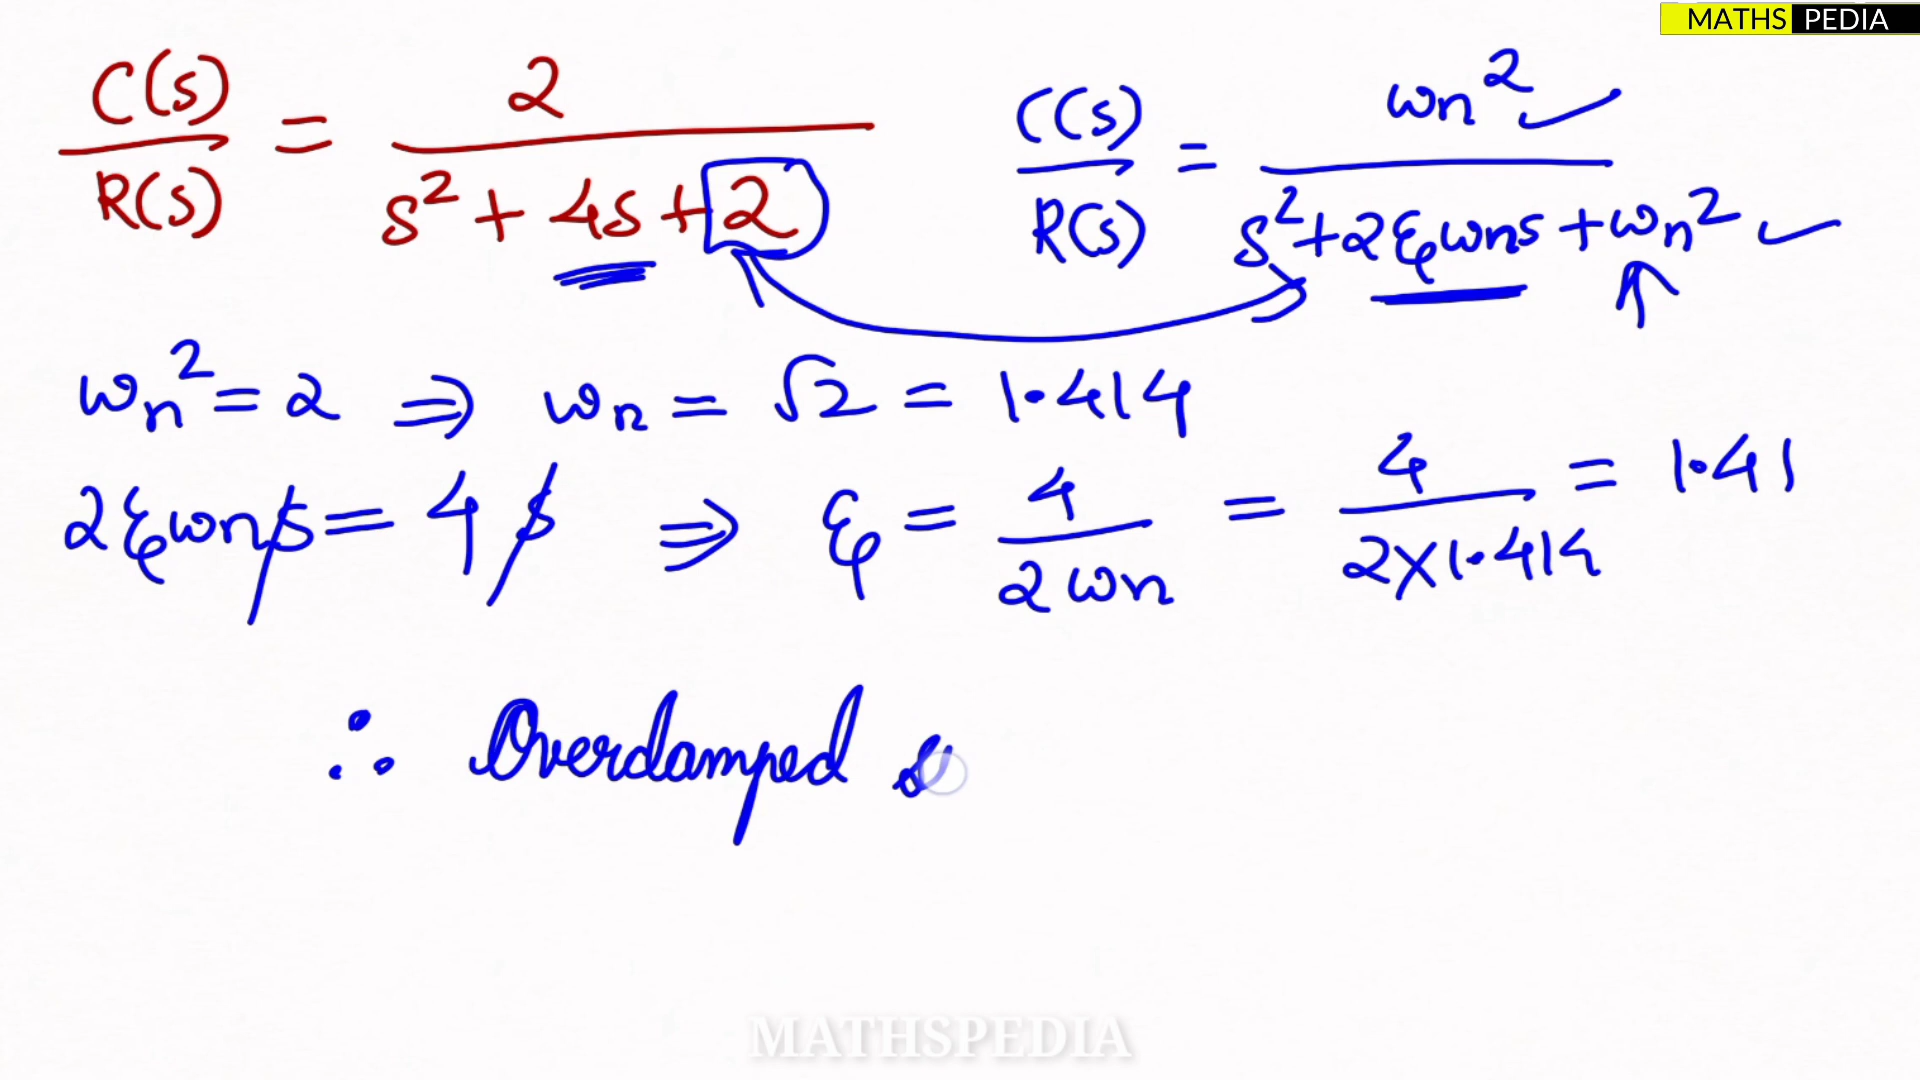 MATHS PEDIA
C(s)/R(s) = 2/(s² + 4s + 2)
C(s)/R(s) = ωn²/(s² + 2ξωns + ωn²)
ωn² = 2 ⇒ ωn = √2 = 1.414
2ξωns = 4s ⇒ ξ = 4/(2ωn) = 4/(2×1.414) = 1.41
∴ Overdamped
MATHSPEDIA